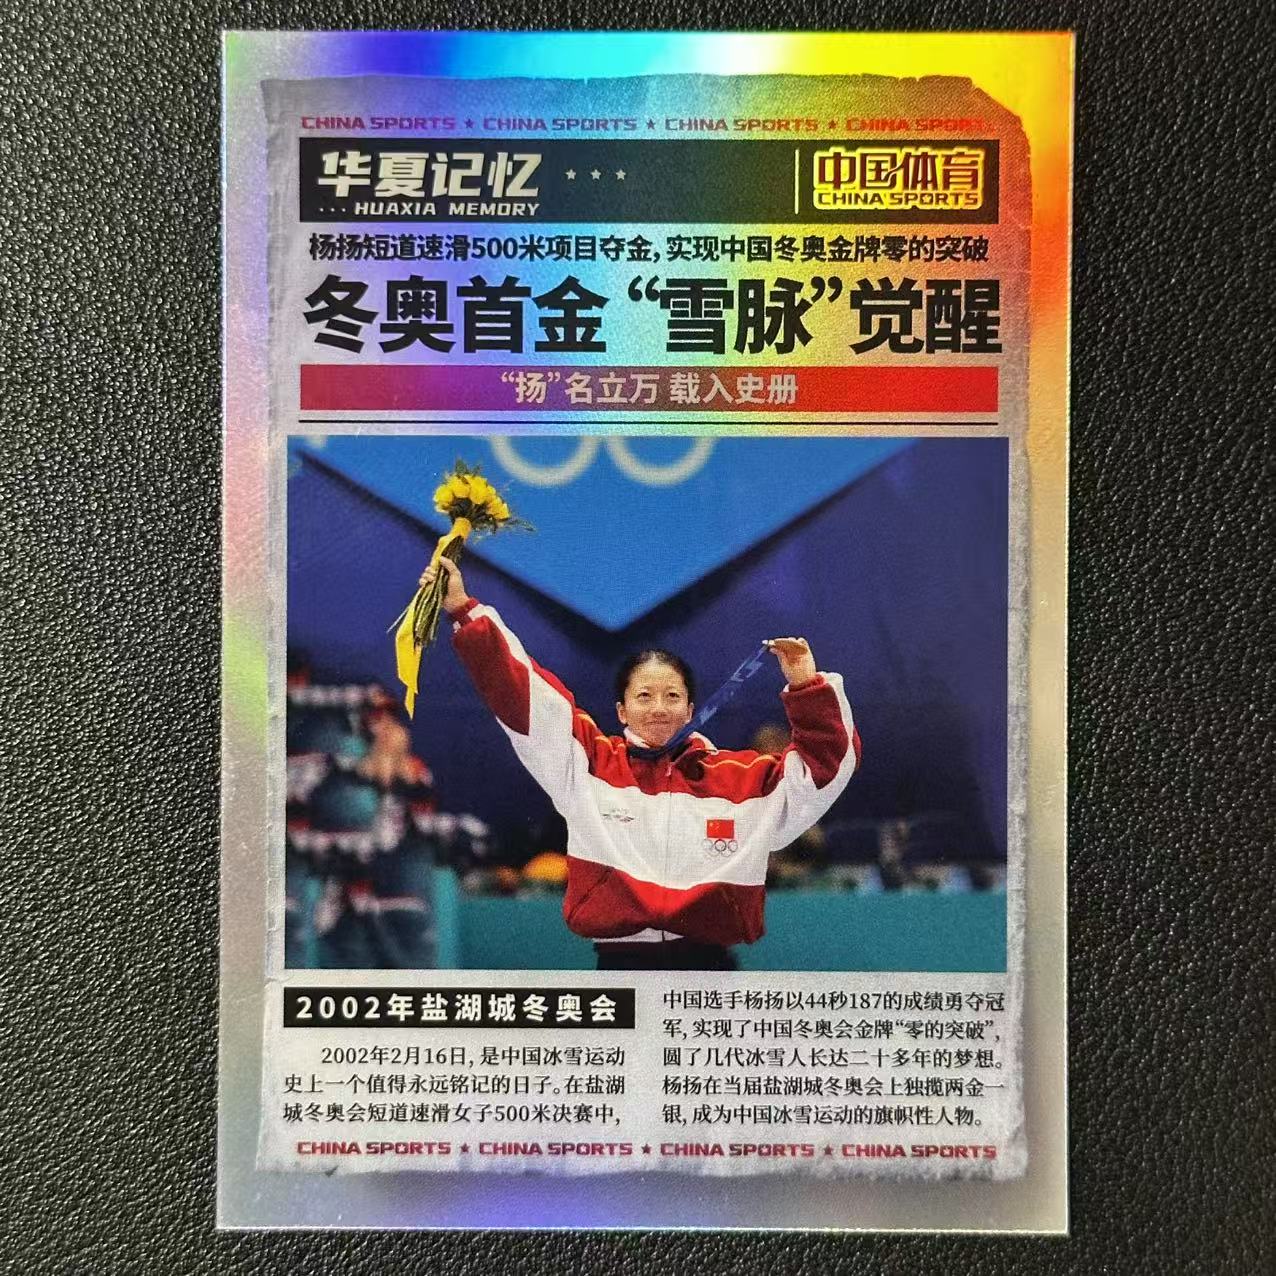 CHINA SPORTS ★ CHINA SPORTS ★ CHINA SPORTS ★ CHINA SPORTS
华夏记忆 ★ ★ ★
... HUAXIA MEMORY
中国体育
CHINA SPORTS
杨扬短道速滑500米项目夺金,实现中国冬奥金牌零的突破
冬奥首金“雪脉”觉醒
“扬”名立万 载入史册
2002年盐湖城冬奥会
2002年2月16日,是中国冰雪运动
史上一个值得永远铭记的日子。在盐湖
城冬奥会短道速滑女子500米决赛中,
中国选手杨扬以44秒187的成绩勇夺冠
军,实现了中国冬奥会金牌“零的突破”,
圆了几代冰雪人长达二十多年的梦想。
杨扬在当届盐湖城冬奥会上独揽两金一
银,成为中国冰雪运动的旗帜性人物。
CHINA SPORTS ★ CHINA SPORTS ★ CHINA SPORTS ★ CHINA SPORTS